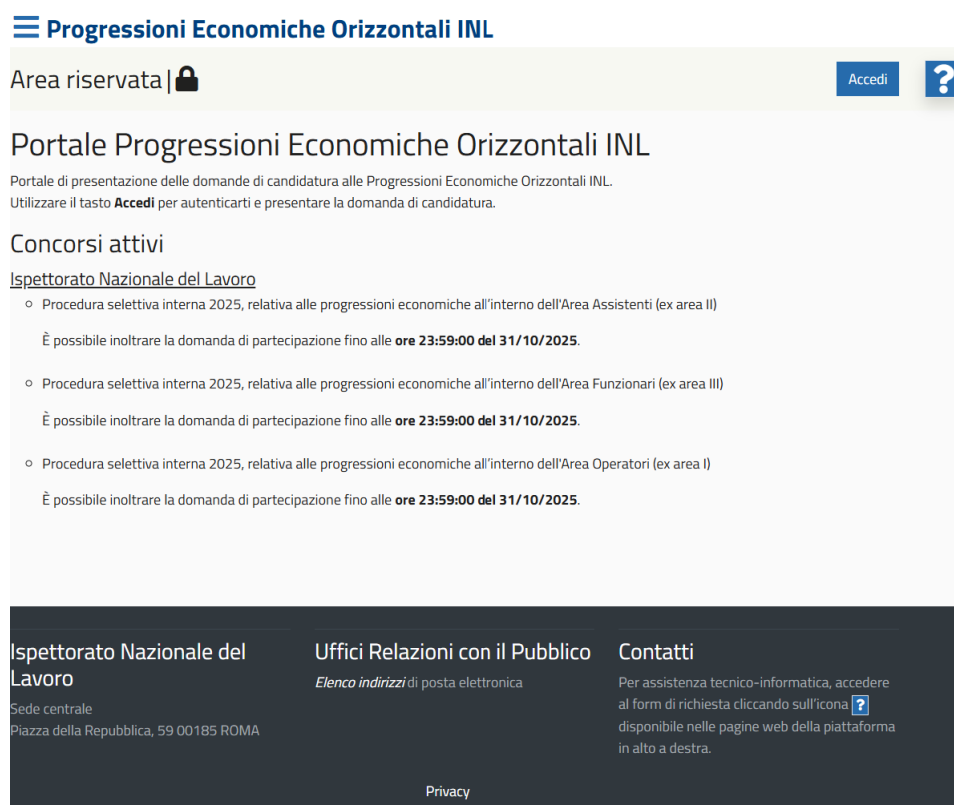 Progressioni Economiche Orizzontali INL
Area riservata |
Accedi
?
Portale Progressioni Economiche Orizzontali INL
Portale di presentazione delle domande di candidatura alle Progressioni Economiche Orizzontali INL.
Utilizzare il tasto Accedi per autenticarti e presentare la domanda di candidatura.
Concorsi attivi
Ispettorato Nazionale del Lavoro
Procedura selettiva interna 2025, relativa alle progressioni economiche all'interno dell'Area Assistenti (ex area II)
È possibile inoltrare la domanda di partecipazione fino alle ore 23:59:00 del 31/10/2025.
Procedura selettiva interna 2025, relativa alle progressioni economiche all'interno dell'Area Funzionari (ex area III)
È possibile inoltrare la domanda di partecipazione fino alle ore 23:59:00 del 31/10/2025.
Procedura selettiva interna 2025, relativa alle progressioni economiche all'interno dell'Area Operatori (ex area I)
È possibile inoltrare la domanda di partecipazione fino alle ore 23:59:00 del 31/10/2025.
Ispettorato Nazionale del
Lavoro
Sede centrale
Piazza della Repubblica, 59 00185 ROMA
Uffici Relazioni con il Pubblico
Elenco indirizzi di posta elettronica
Contatti
Per assistenza tecnico-informatica, accedere
al form di richiesta cliccando sull'icona ?
disponibile nelle pagine web della piattaforma
in alto a destra.
Privacy